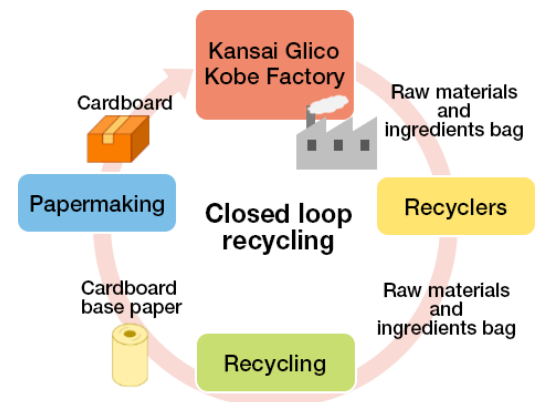 Kansai Glico
Kobe Factory
Cardboard
Raw materials
and
ingredients bag
Papermaking
Closed loop
recycling
Recyclers
Cardboard
base paper
Raw materials
and
ingredients bag
Recycling